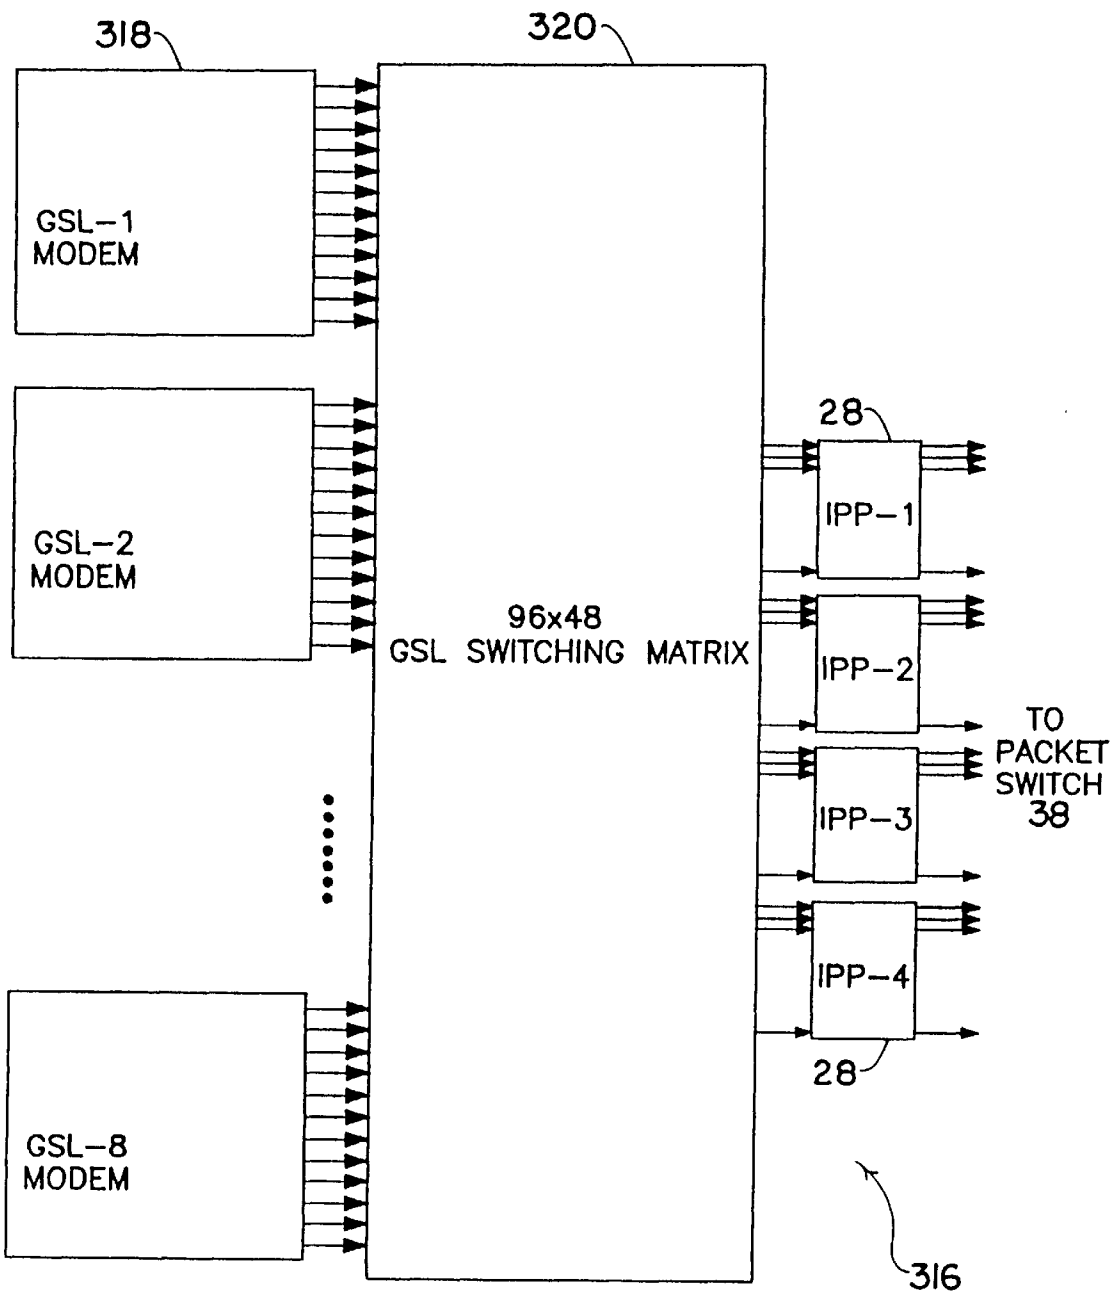 318
320
GSL-1
MODEM
GSL-2
MODEM
96x48
GSL SWITCHING MATRIX
28
IPP-1
IPP-2
IPP-3
IPP-4
28
TO
PACKET
SWITCH
38
GSL-8
MODEM
316